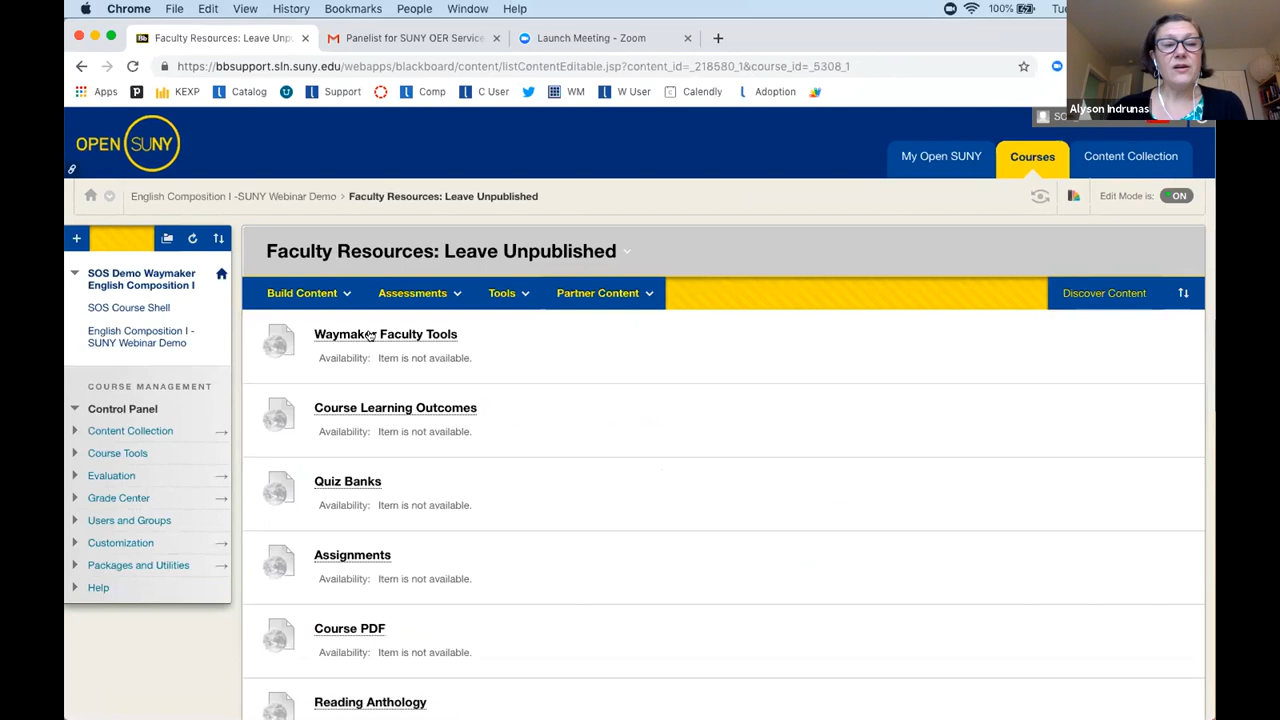 Chrome File Edit View History Bookmarks People Window Help 100% Tue
Faculty Resources: Leave Unpu × Panelist for SUNY OER Service × Launch Meeting - Zoom × +
https://bbsupport.sln.suny.edu/webapps/blackboard/content/listContentEditable.jsp?content_id=_218580_1&course_id=_5308_1
Apps KEXP Catalog Support Comp C User WM W User Calendly Adoption
Alyson Indrunas
OPEN SUNY
My Open SUNY Courses Content Collection
English Composition I -SUNY Webinar Demo › Faculty Resources: Leave Unpublished Edit Mode is: ON
Faculty Resources: Leave Unpublished
SOS Demo Waymaker
English Composition I
SOS Course Shell
English Composition I -
SUNY Webinar Demo
COURSE MANAGEMENT
Control Panel
Content Collection
Course Tools
Evaluation
Grade Center
Users and Groups
Customization
Packages and Utilities
Help
Build Content Assessments Tools Partner Content Discover Content
Waymaker Faculty Tools
Availability: Item is not available.
Course Learning Outcomes
Availability: Item is not available.
Quiz Banks
Availability: Item is not available.
Assignments
Availability: Item is not available.
Course PDF
Availability: Item is not available.
Reading Anthology